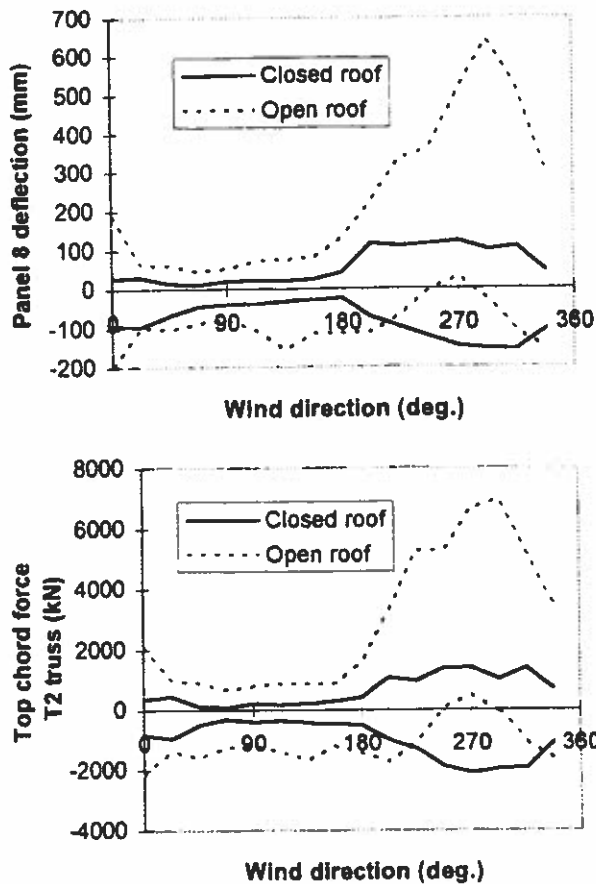 700
600
500
400
300
200
100
0
-100
-200
Panel 8 deflection (mm)
Closed roof
Open roof
0 90 180 270 360
Wind direction (deg.)
8000
6000
4000
2000
0
-2000
-4000
Top chord force
T2 truss (kN)
Closed roof
Open roof
0 90 180 270 360
Wind direction (deg.)